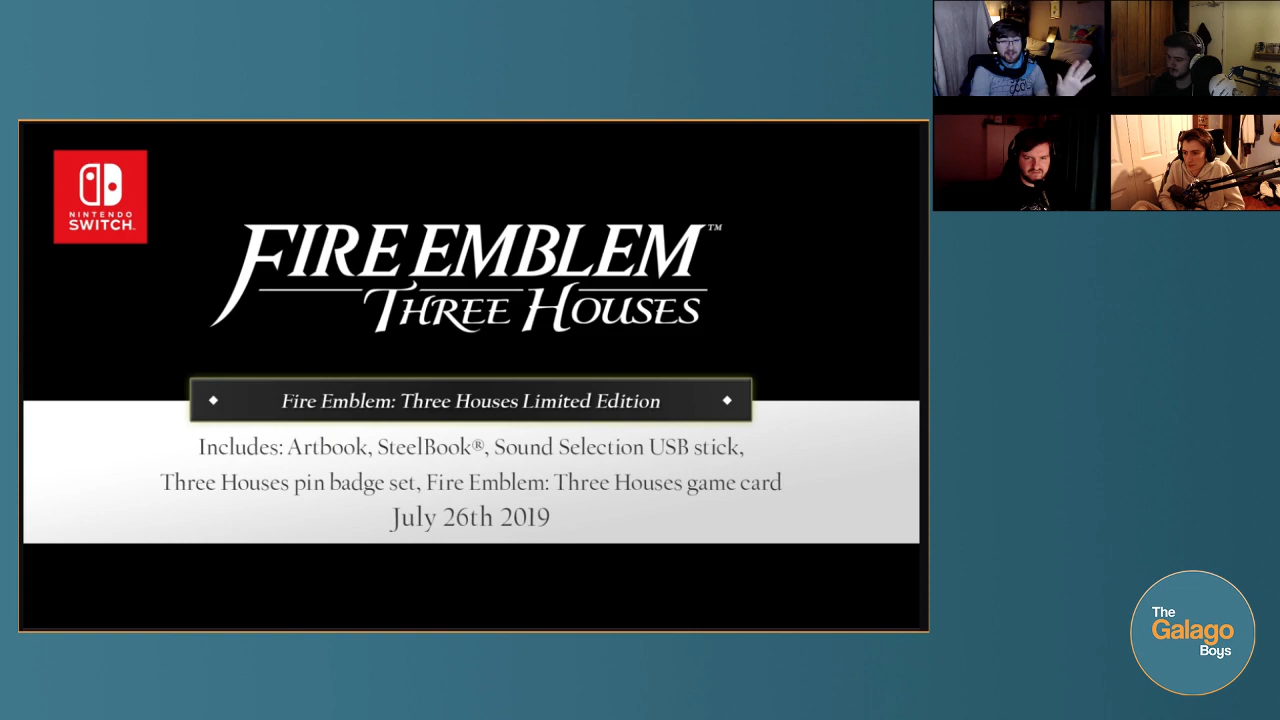 NINTENDO
SWITCH™
FIRE EMBLEM™
THREE HOUSES
Fire Emblem: Three Houses Limited Edition
Includes: Artbook, SteelBook®, Sound Selection USB stick,
Three Houses pin badge set, Fire Emblem: Three Houses game card
July 26th 2019
The
Galago
Boys